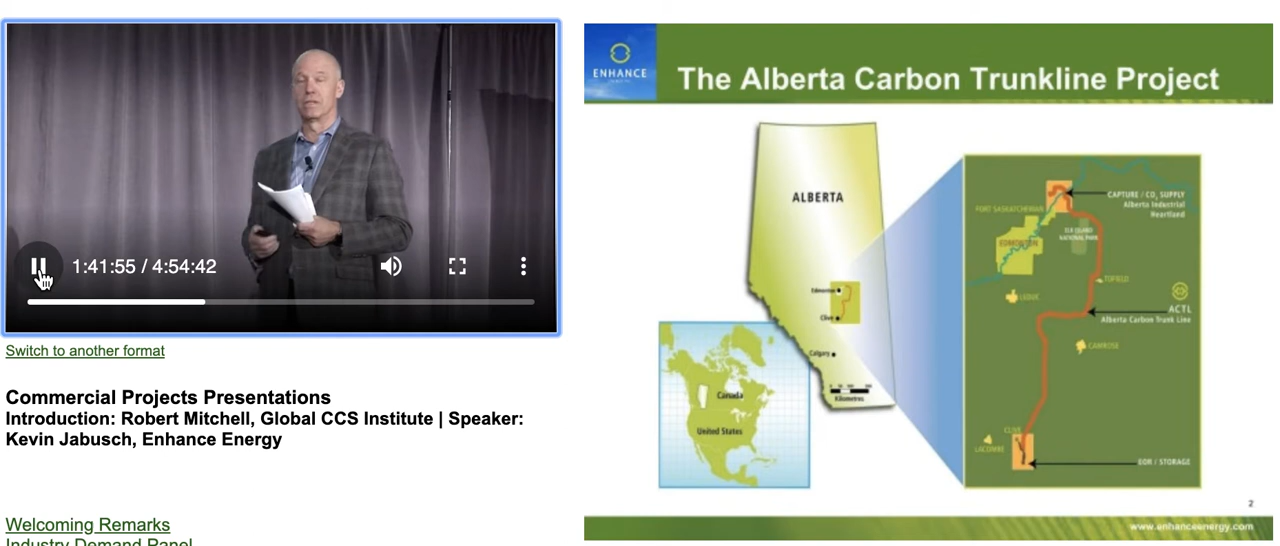 1:41:55 / 4:54:42
Switch to another format
Commercial Projects Presentations
Introduction: Robert Mitchell, Global CCS Institute | Speaker:
Kevin Jabusch, Enhance Energy
Welcoming Remarks
Industry Demand Panel
ENHANCE
The Alberta Carbon Trunkline Project
ALBERTA
Edmonton
Clive
Calgary
Kilometres
Canada
United States
CAPTURE / CO₂ SUPPLY
Alberta Industrial
Heartland
FORT SASKATCHEWAN
ELK ISLAND
NATIONAL PARK
EDMONTON
TOFIELD
LEDUC
ACTL
Alberta Carbon Trunk Line
CAMROSE
CLIVE
LACOMBE
EOR / STORAGE
2
www.enhanceenergy.com